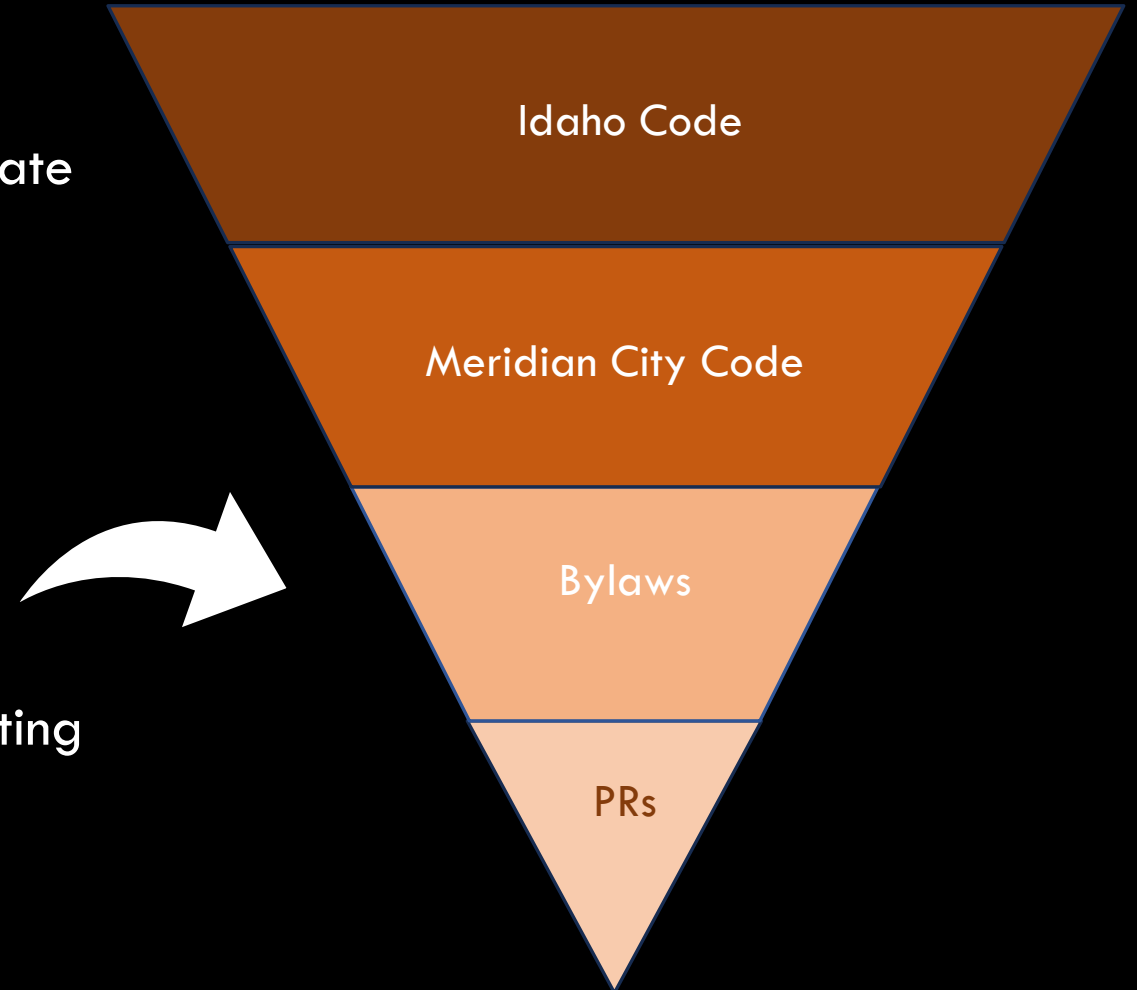 Idaho Code
ate
Meridian City Code
Bylaws
ting
PRs